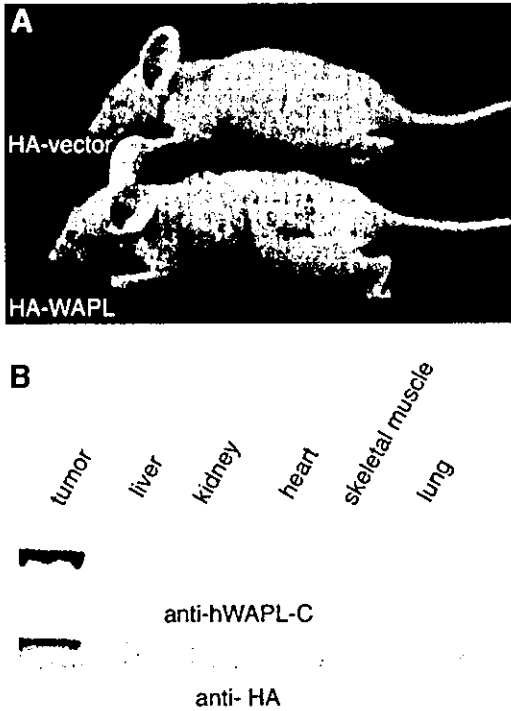 A
HA-vector
HA-WAPL
B
tumor
liver
kidney
heart
skeletal muscle
lung
anti-hWAPL-C
anti- HA